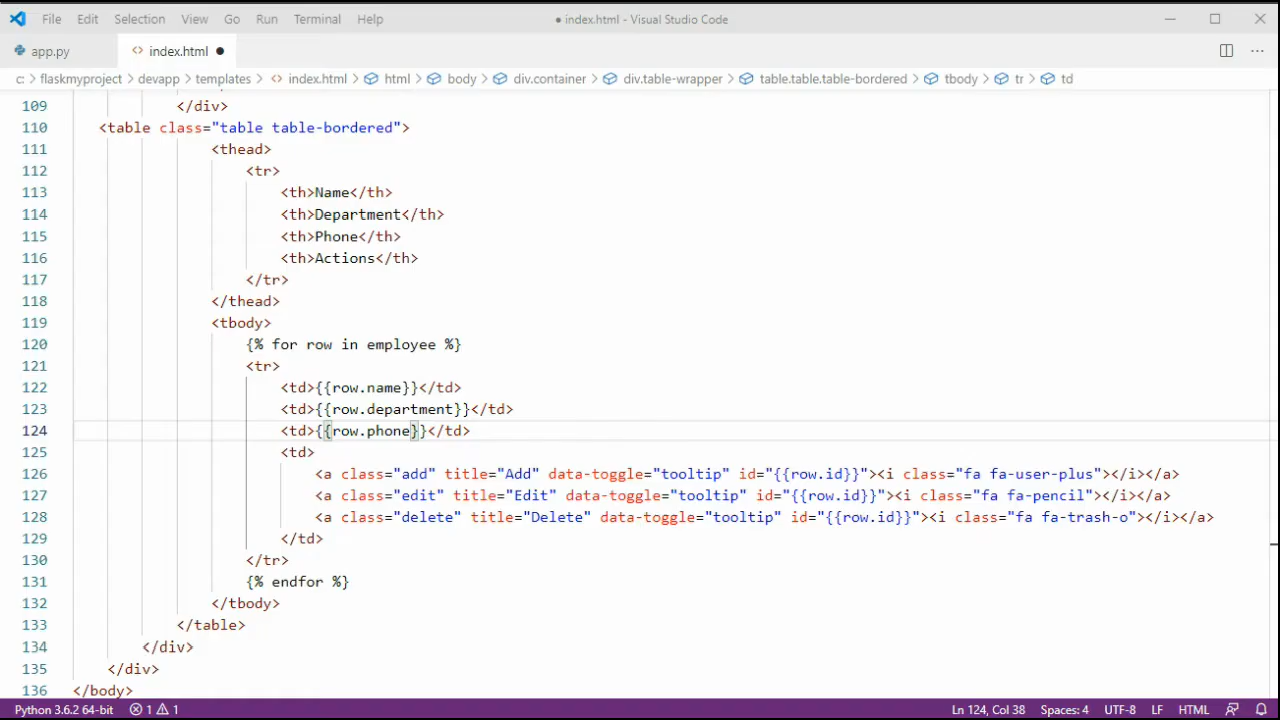 File Edit Selection View Go Run Terminal Help ● index.html - Visual Studio Code
app.py <> index.html ●
c: > flaskmyproject > devapp > templates > <> index.html > html > body > div.container > div.table-wrapper > table.table.table-bordered > tbody > tr > td
109 </div>
110 <table class="table table-bordered">
111 <thead>
112 <tr>
113 <th>Name</th>
114 <th>Department</th>
115 <th>Phone</th>
116 <th>Actions</th>
117 </tr>
118 </thead>
119 <tbody>
120 {% for row in employee %}
121 <tr>
122 <td>{{row.name}}</td>
123 <td>{{row.department}}</td>
124 <td>{{row.phone}}</td>
125 <td>
126 <a class="add" title="Add" data-toggle="tooltip" id="{{row.id}}"><i class="fa fa-user-plus"></i></a>
127 <a class="edit" title="Edit" data-toggle="tooltip" id="{{row.id}}"><i class="fa fa-pencil"></i></a>
128 <a class="delete" title="Delete" data-toggle="tooltip" id="{{row.id}}"><i class="fa fa-trash-o"></i></a>
129 </td>
130 </tr>
131 {% endfor %}
132 </tbody>
133 </table>
134 </div>
135 </div>
136 </body>
Python 3.6.2 64-bit 1 1 Ln 124, Col 38 Spaces: 4 UTF-8 LF HTML